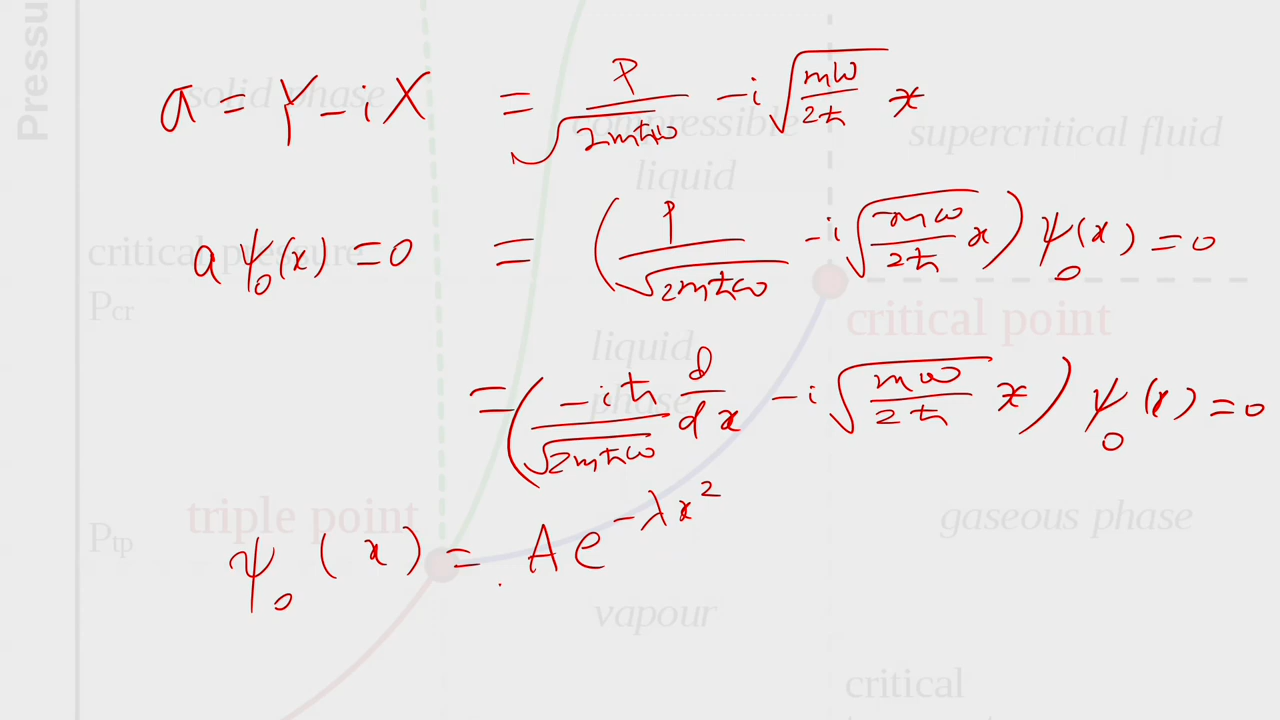 Pressu
a = Y - iX = P/√(2mħω) - i√(mω/2ħ) x
solid phase
compressible
liquid
supercritical fluid
a ψ₀(x) = 0 = (P/√(2mħω) - i√(mω/2ħ) x) ψ₀(x) = 0
critical pressure
Pcr
critical point
liquid
phase
= (-iħ/√(2mħω) d/dx - i√(mω/2ħ) x) ψ₀(x) = 0
triple point
Ptp
gaseous phase
ψ₀(x) = A e^{-λx²}
vapour
critical